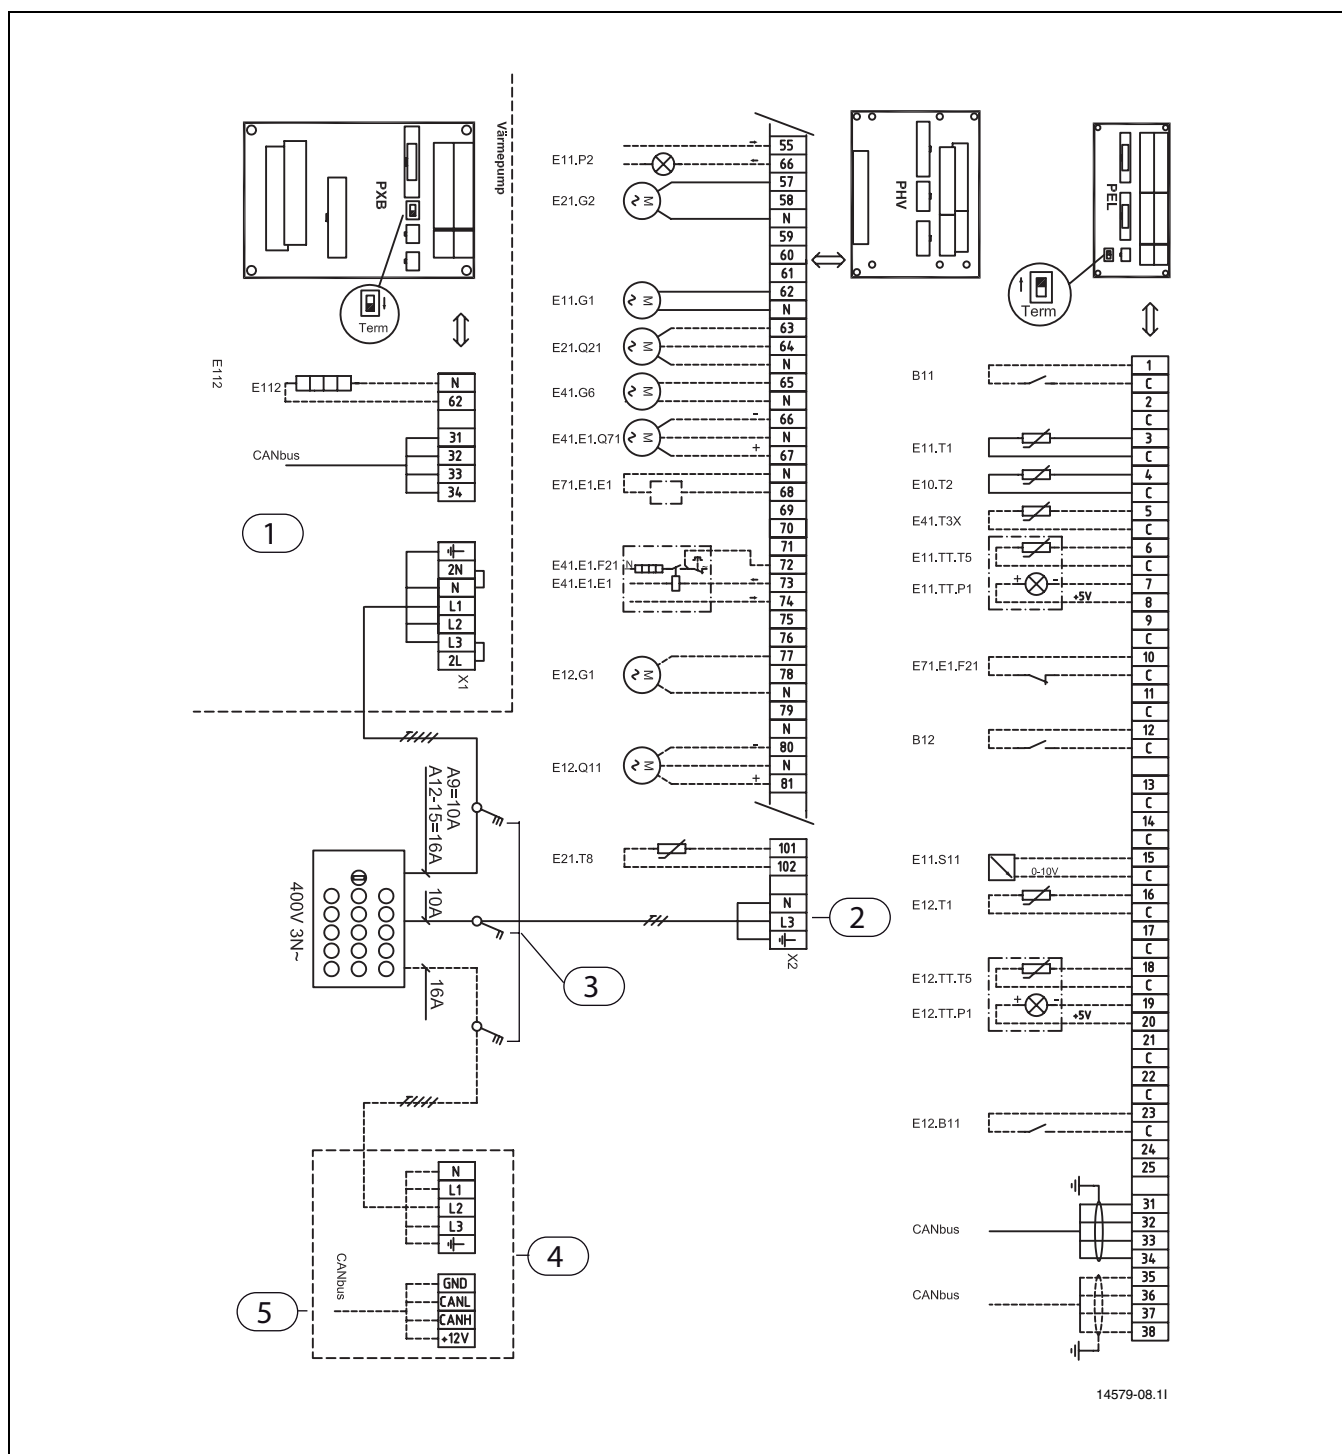 Värmepump
PXB
Term
E112
E112
N
62
CANbus
31
32
33
34
1
2N
N
L1
L2
L3
2L
X1
A9=10A
A12-15=16A
10A
16A
400V 3N~
3
N
L1
L2
L3
4
CANbus
GND
CANL
CANH
+12V
5
E11.P2
E21.G2
M
E11.G1
M
E21.Q21
M
E41.G6
M
E41.E1.Q71
M
-
+
E71.E1.E1
E41.E1.F21
N
E41.E1.E1
E12.G1
M
E12.Q11
M
-
+
E21.T8
55
66
57
58
N
59
60
61
62
N
63
64
N
65
N
66
N
67
N
68
69
70
71
72
73
74
75
76
77
78
N
79
N
80
N
81
101
102
N
L3
X2
2
PHV
PEL
Term
B11
E11.T1
E10.T2
E41.T3X
E11.TT.T5
E11.TT.P1
+ -
+5V
E71.E1.F21
B12
E11.S11
0-10V
E12.T1
E12.TT.T5
E12.TT.P1
+ -
+5V
E12.B11
CANbus
CANbus
1
C
2
C
3
C
4
C
5
C
6
C
7
8
9
C
10
C
11
C
12
C
13
C
14
C
15
C
16
C
17
C
18
C
19
20
21
C
22
C
23
C
24
25
31
32
33
34
35
36
37
38
14579-08.1I